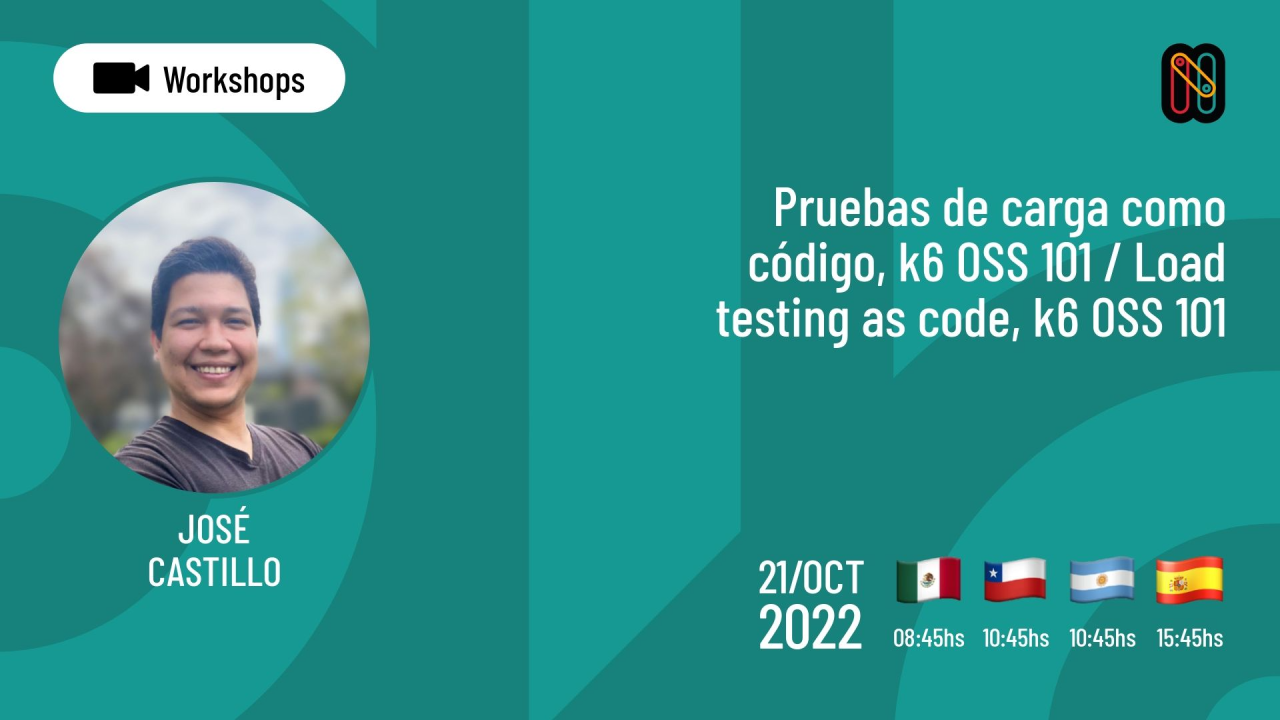 Workshops
Pruebas de carga como
código, k6 OSS 101 / Load
testing as code, k6 OSS 101
JOSÉ
CASTILLO
21/OCT
2022
08:45hs 10:45hs 10:45hs 15:45hs